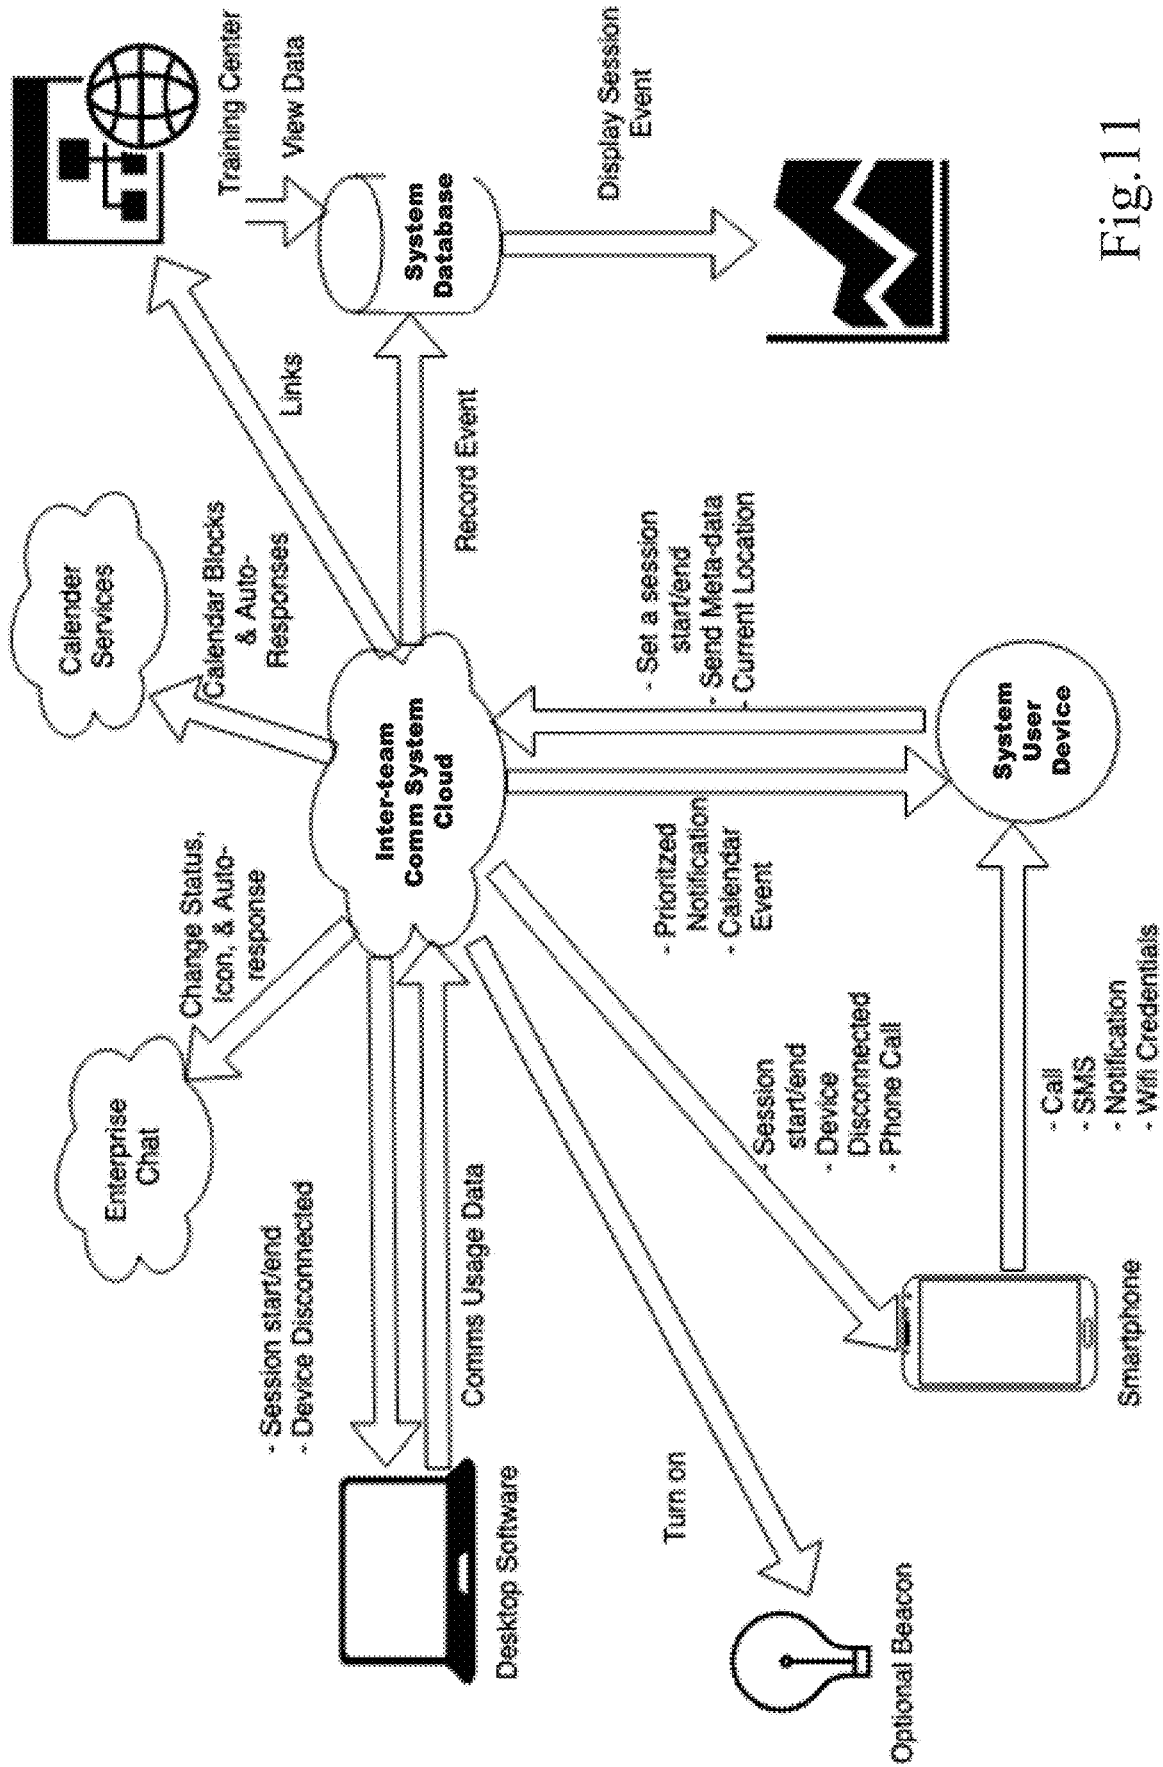 Enterprise
Chat
Calender
Services
Training Center
View Data
Change Status,
Icon, & Auto-
response
Calendar Blocks
& Auto-
Responses
Links
- Session start/end
- Device Disconnected
Inter-team
Comm System
Cloud
System
Database
Record Event
Comms Usage Data
Desktop Software
Display Session
Event
Turn on
- Priortzed
Notification
- Calendar
Event
- Set a session
start/end
- Send Meta-data
- Current Location
- Session
start/end
- Device
Disconnected
- Phone Call
Optional Beacon
System
User
Device
- Call
- SMS
- Notification
- Wifi Credentials
Smartphone
Fig.11